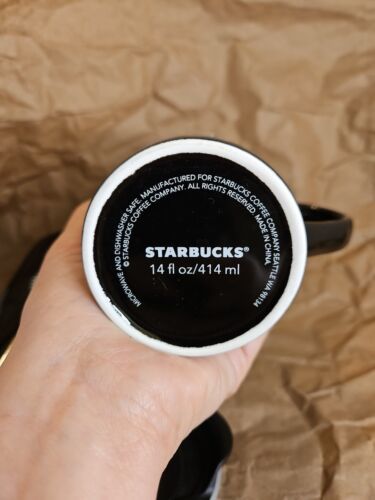 MICROWAVE AND DISHWASHER SAFE. MANUFACTURED FOR STARBUCKS COFFEE COMPANY SEATTLE WA 98134
© STARBUCKS COFFEE COMPANY. ALL RIGHTS RESERVED. MADE IN CHINA.
STARBUCKS®
14 fl oz/414 ml